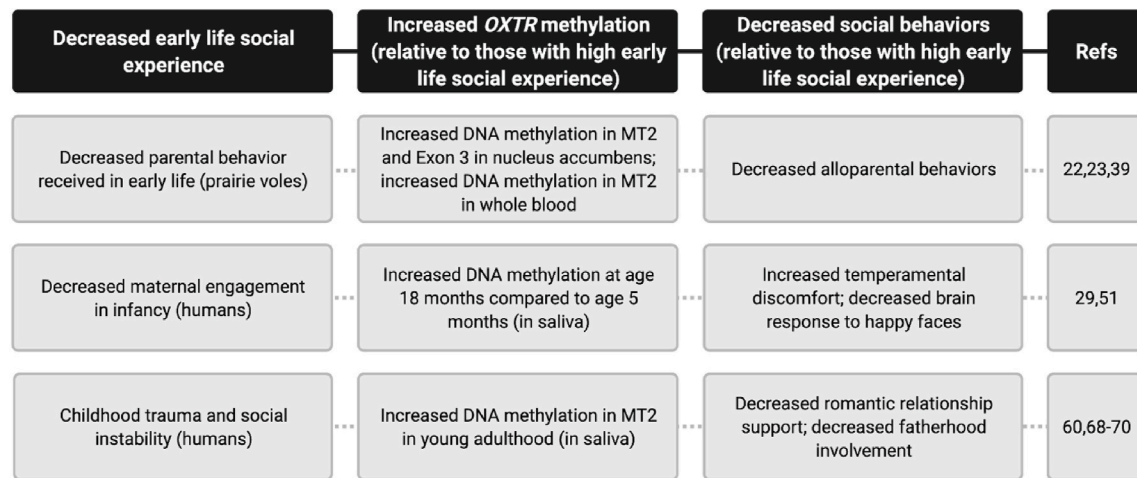 Decreased early life social
experience
Increased OXTR methylation
(relative to those with high early
life social experience)
Decreased social behaviors
(relative to those with high early
life social experience)
Refs
Decreased parental behavior
received in early life (prairie voles)
Increased DNA methylation in MT2
and Exon 3 in nucleus accumbens;
increased DNA methylation in MT2
in whole blood
Decreased alloparental behaviors
22,23,39
Decreased maternal engagement
in infancy (humans)
Increased DNA methylation at age
18 months compared to age 5
months (in saliva)
Increased temperamental
discomfort; decreased brain
response to happy faces
29,51
Childhood trauma and social
instability (humans)
Increased DNA methylation in MT2
in young adulthood (in saliva)
Decreased romantic relationship
support; decreased fatherhood
involvement
60,68-70